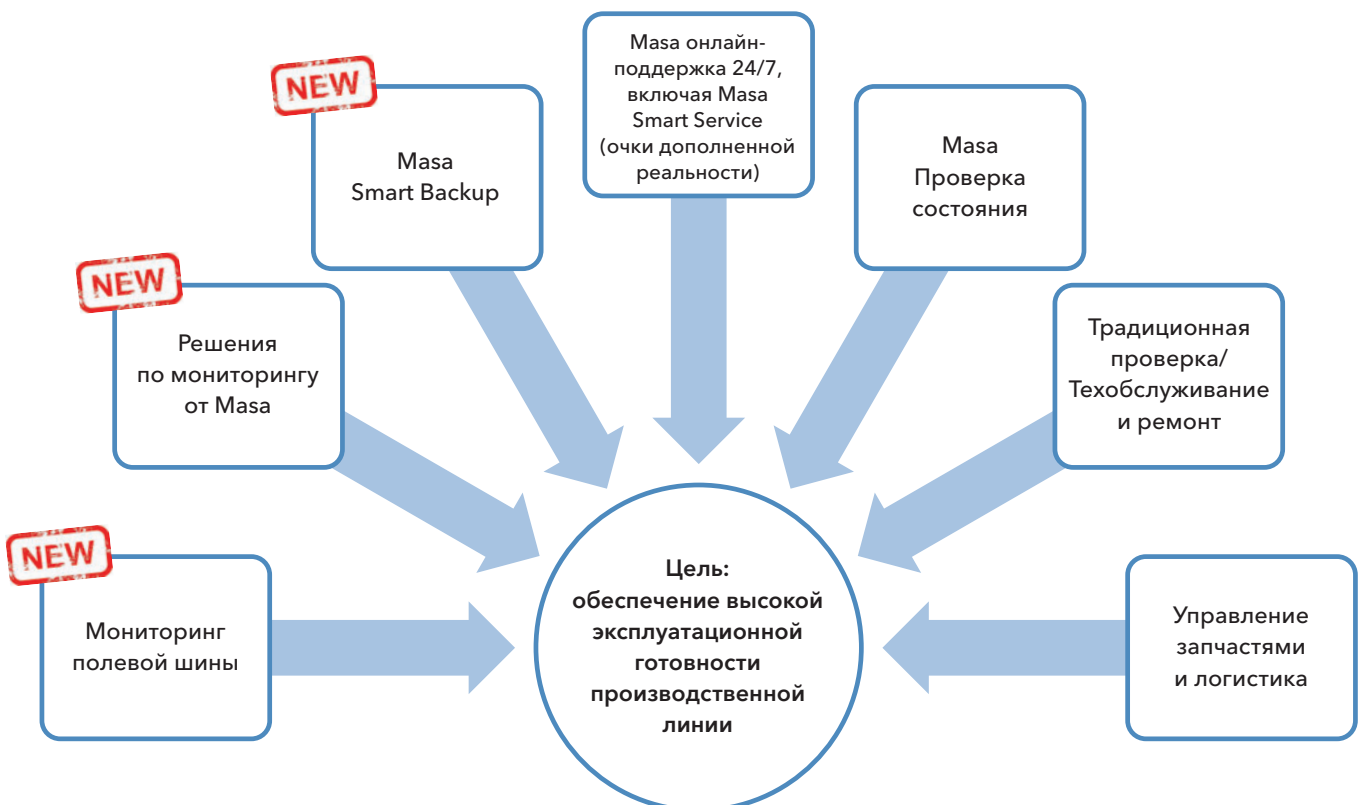 NEW
Masa
Smart Backup
Masa онлайн-
поддержка 24/7,
включая Masa
Smart Service
(очки дополненной
реальности)
Masa
Проверка
состояния
NEW
Решения
по мониторингу
от Masa
Традиционная
проверка/
Техобслуживание
и ремонт
NEW
Мониторинг
полевой шины
Цель:
обеспечение высокой
эксплуатационной
готовности
производственной
линии
Управление
запчастями
и логистика